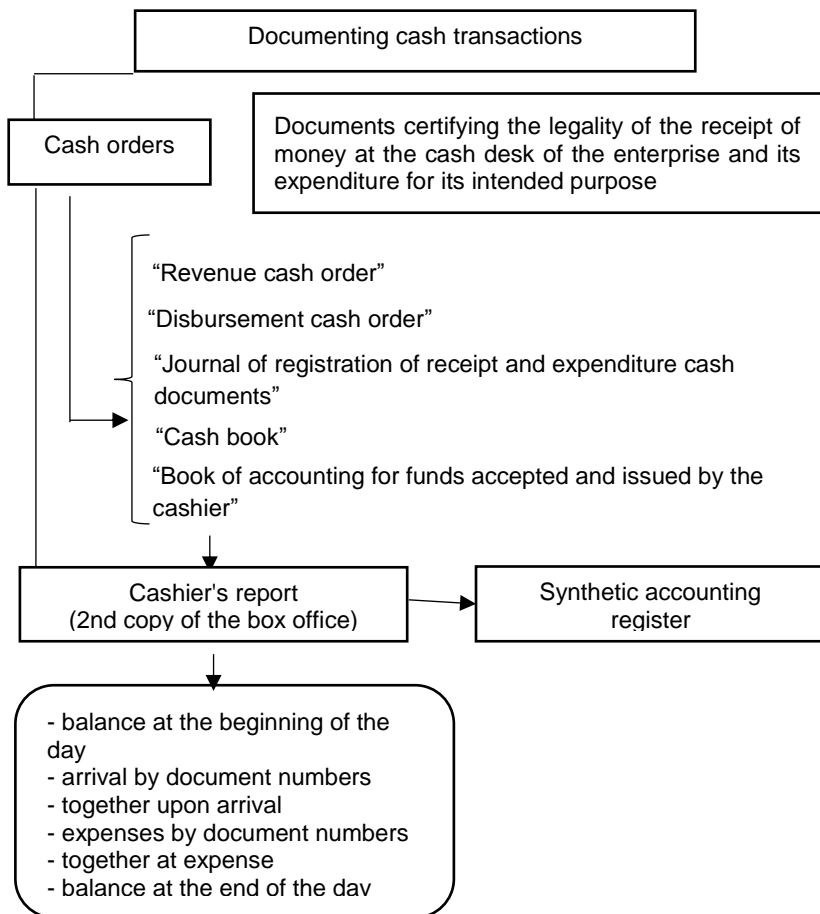 Documenting cash transactions
Cash orders
Documents certifying the legality of the receipt of
money at the cash desk of the enterprise and its
expenditure for its intended purpose
“Revenue cash order”
“Disbursement cash order”
“Journal of registration of receipt and expenditure cash
documents”
“Cash book”
“Book of accounting for funds accepted and issued by the
cashier”
Cashier's report
(2nd copy of the box office)
Synthetic accounting
register
- balance at the beginning of the
day
- arrival by document numbers
- together upon arrival
- expenses by document numbers
- together at expense
- balance at the end of the day